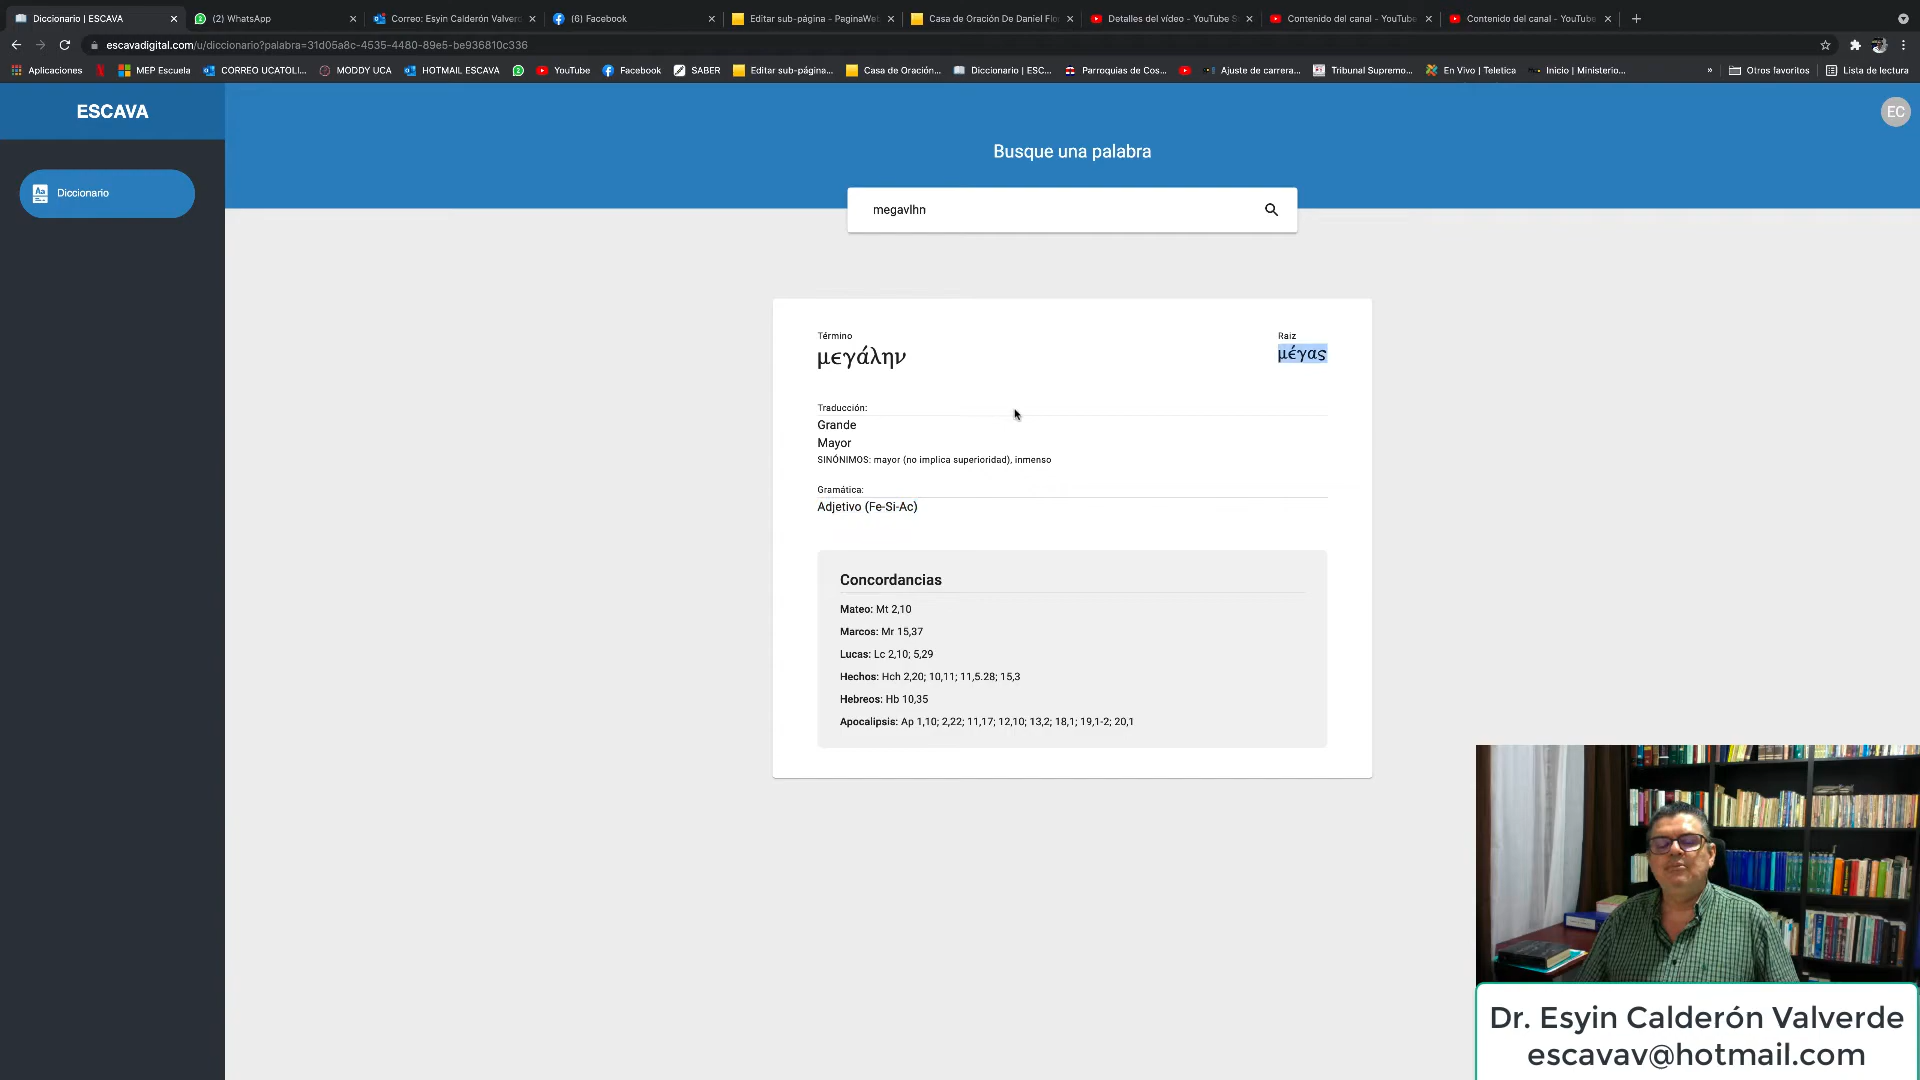 Diccionario | ESCAVA
(2) WhatsApp
Correo: Esyin Calderón Valverd
(6) Facebook
Editar sub-página - PaginaWeb
Casa de Oración De Daniel Flo
Detalles del vídeo - YouTube S
Contenido del canal - YouTube
Contenido del canal - YouTube
escavadigital.com/u/diccionario?palabra=31d05a8c-4535-4480-89e5-be936810c336
Aplicaciones
MEP Escuela
CORREO UCATOLI...
MODDY UCA
HOTMAIL ESCAVA
YouTube
Facebook
SABER
Editar sub-página...
Casa de Oración...
Diccionario | ESC...
Parroquias de Cos...
Ajuste de carrera...
Tribunal Supremo...
En Vivo | Teletica
Inicio | Ministerio...
»
Otros favoritos
Lista de lectura
ESCAVA
EC
Busque una palabra
Diccionario
megavlhn
Término
Raiz
μεγάλην
μέγας
Traducción:
Grande
Mayor
SINÓNIMOS: mayor (no implica superioridad), inmenso
Gramática:
Adjetivo (Fe-Si-Ac)
Concordancias
Mateo: Mt 2,10
Marcos: Mr 15,37
Lucas: Lc 2,10; 5,29
Hechos: Hch 2,20; 10,11; 11,5.28; 15,3
Hebreos: Hb 10,35
Apocalipsis: Ap 1,10; 2,22; 11,17; 12,10; 13,2; 18,1; 19,1-2; 20,1
Dr. Esyin Calderón Valverde
escavav@hotmail.com